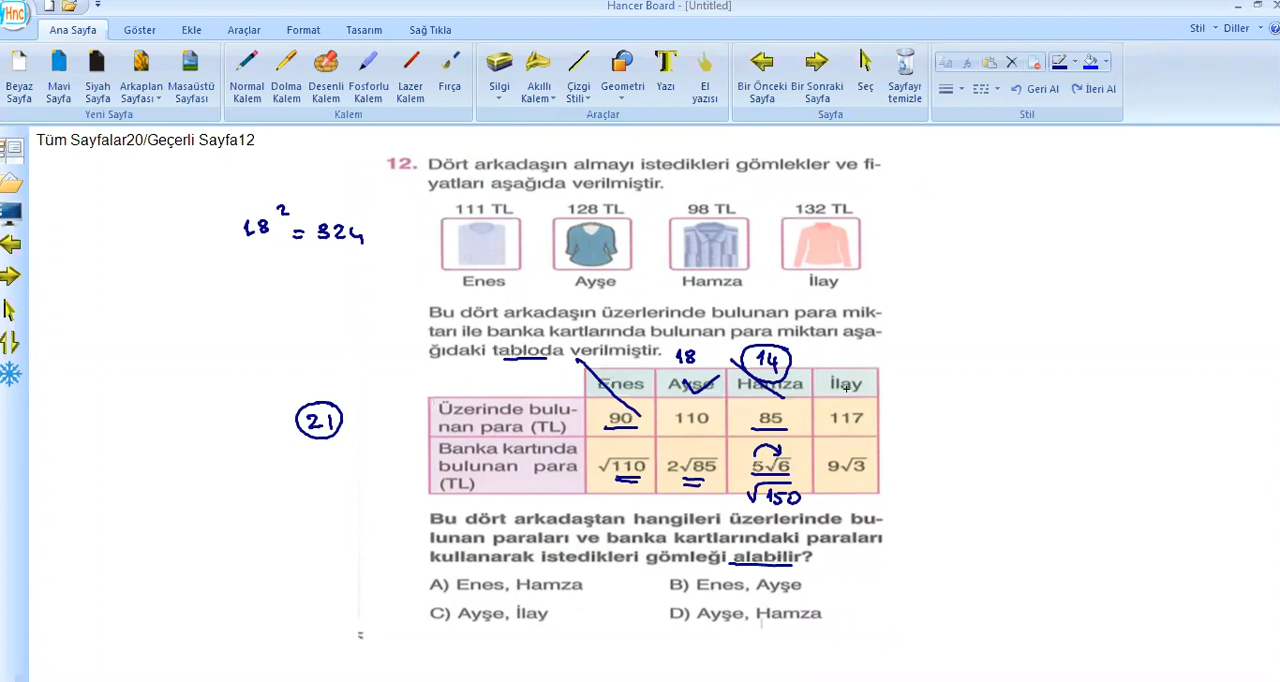 Hnc
Hancer Board - [Untitled]
Ana Sayfa Göster Ekle Araçlar Format Tasarım Sağ Tıkla
Stil Diller
Beyaz Sayfa
Mavi Sayfa
Siyah Sayfa
Arkaplan Sayfası
Masaüstü Sayfası
Normal Kalem
Dolma Kalem
Desenli Kalem
Fosforlu Kalem
Lazer Kalem
Fırça
Silgi
Akıllı Kalem
Çizgi Stili
Geometri
Yazı
El yazısı
Bir Önceki Sayfa
Bir Sonraki Sayfa
Seç
Sayfayı temizle
Geri Al
İleri Al
Yeni Sayfa Kalem Araçlar Sayfa Stil
Tüm Sayfalar20/Geçerli Sayfa12
12. Dört arkadaşın almayı istedikleri gömlekler ve fi-
yatları aşağıda verilmiştir.
18² = 324
111 TL 128 TL 98 TL 132 TL
Enes Ayşe Hamza İlay
Bu dört arkadaşın üzerlerinde bulunan para mik-
tarı ile banka kartlarında bulunan para miktarı aşa-
ğıdaki tabloda verilmiştir.
18 14
Enes Ayşe Hamza İlay
21
Üzerinde bulu-
nan para (TL)
90 110 85 117
Banka kartında
bulunan para
(TL)
√110 2√85 5√6 9√3
√150
Bu dört arkadaştan hangileri üzerlerinde bu-
lunan paraları ve banka kartlarındaki paraları
kullanarak istedikleri gömleği alabilir?
A) Enes, Hamza B) Enes, Ayşe
C) Ayşe, İlay D) Ayşe, Hamza